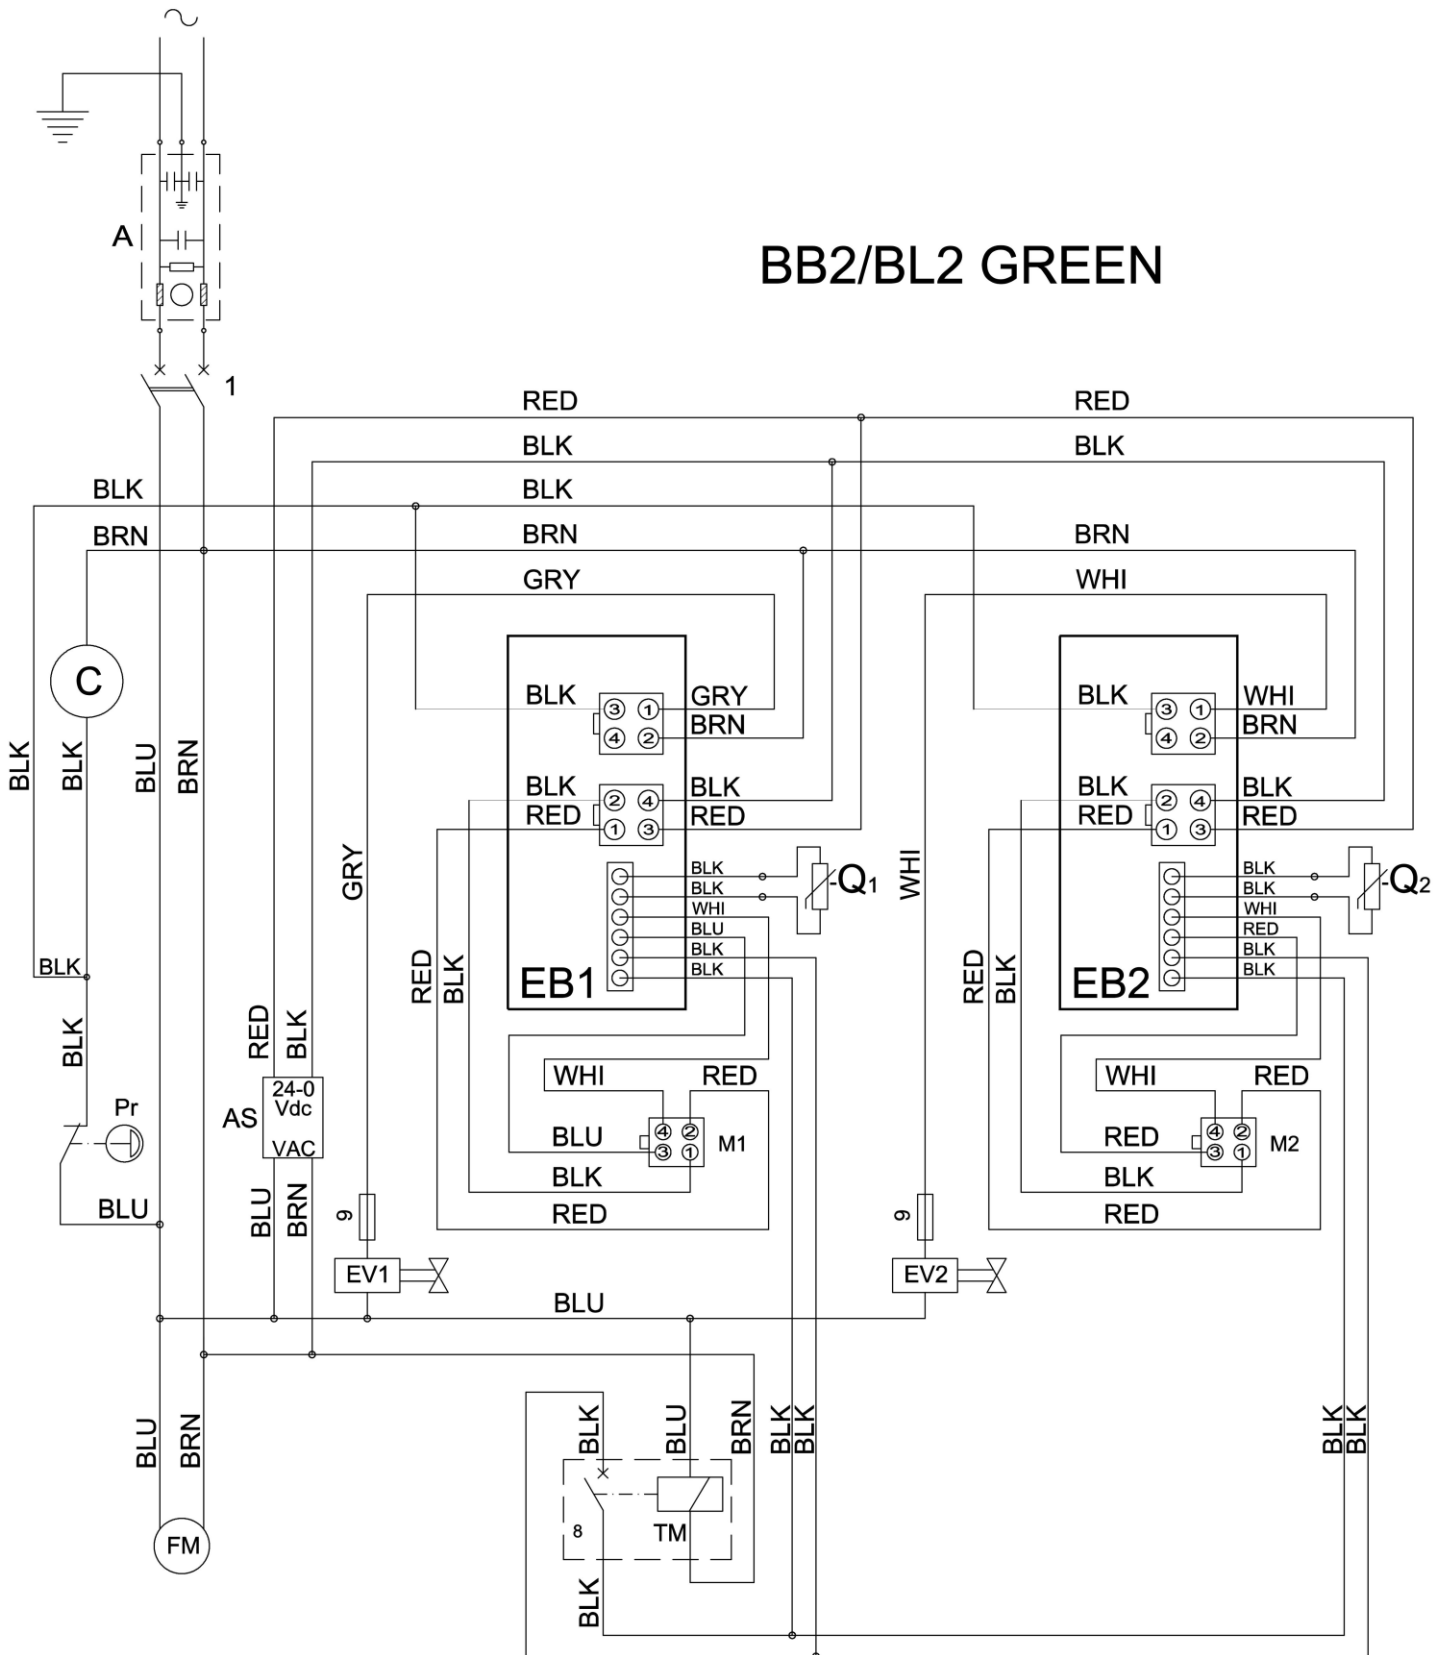 BB2/BL2 GREEN
A
1
RED RED
BLK BLK
BLK BLK
BRN BRN BRN
GRY WHI
C
BLK BLK BLU BRN
BLK 3 1 GRY
4 2 BRN
BLK 2 4 BLK
RED 1 3 RED
BLK
BLK
WHI
BLU
BLK
BLK
-Q1
EB1
GRY
RED BLK
BLK 3 1 WHI
4 2 BRN
BLK 2 4 BLK
RED 1 3 RED
BLK
BLK
WHI
RED
BLK
BLK
-Q2
EB2
WHI
RED BLK
BLK
BLK
RED BLK
Pr
AS
24-0
Vdc
VAC
BLU
BLU BRN
WHI RED
4 2
BLU 3 1 M1
BLK
RED
WHI RED
4 2
RED 3 1 M2
BLK
RED
9
EV1
9
EV2
BLU
BLU BRN
BLK BLU BRN BLK BLK
BLK BLK
8 TM
BLK
FM